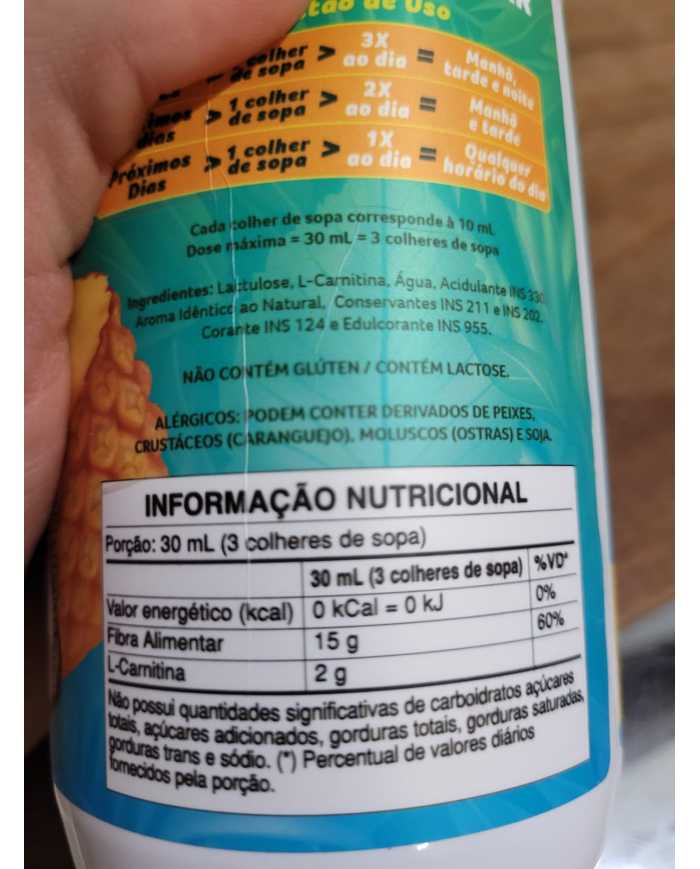 de Uso
colher de sopa > 3X ao dia = Manhã, tarde e noite
dias > 1 colher de sopa > 2X ao dia = Manhã e tarde
Próximos Dias > 1 colher de sopa > 1X ao dia = Qualquer horário do dia
Cada colher de sopa corresponde à 10 mL
Dose máxima = 30 mL = 3 colheres de sopa
Ingredientes: Lactulose, L-Carnitina, Água, Acidulante INS 330,
Aroma Idêntico ao Natural, Conservantes INS 211 e INS 202,
Corante INS 124 e Edulcorante INS 955.
NÃO CONTÉM GLÚTEN / CONTÉM LACTOSE.
ALÉRGICOS: PODEM CONTER DERIVADOS DE PEIXES,
CRUSTÁCEOS (CARANGUEJO), MOLUSCOS (OSTRAS) E SOJA.
INFORMAÇÃO NUTRICIONAL
Porção: 30 mL (3 colheres de sopa)
30 mL (3 colheres de sopa) %VD*
Valor energético (kcal) 0 kCal = 0 kJ 0%
Fibra Alimentar 15 g 60%
L-Carnitina 2 g
Não possui quantidades significativas de carboidratos açúcares
totais, açúcares adicionados, gorduras totais, gorduras saturadas,
gorduras trans e sódio. (*) Percentual de valores diários
fornecidos pela porção.